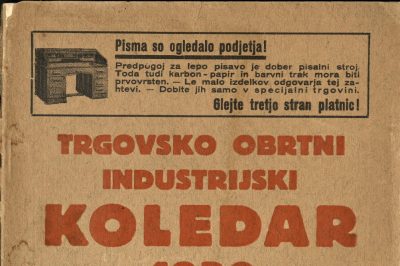 Pisma so ogledalo podjetja!
Predpogoj za lepo pisavo je dober pisalni stroj.
Toda tudi karbon-papir in barvni trak mora biti
prvovrsten. — Le malo izdelkov odgovarja tej za-
htevi. — Dobite jih samo v specijalni trgovini.
Glejte tretjo stran platnic!
TRGOVSKO OBRTNI
INDUSTRIJSKI
KOLEDAR